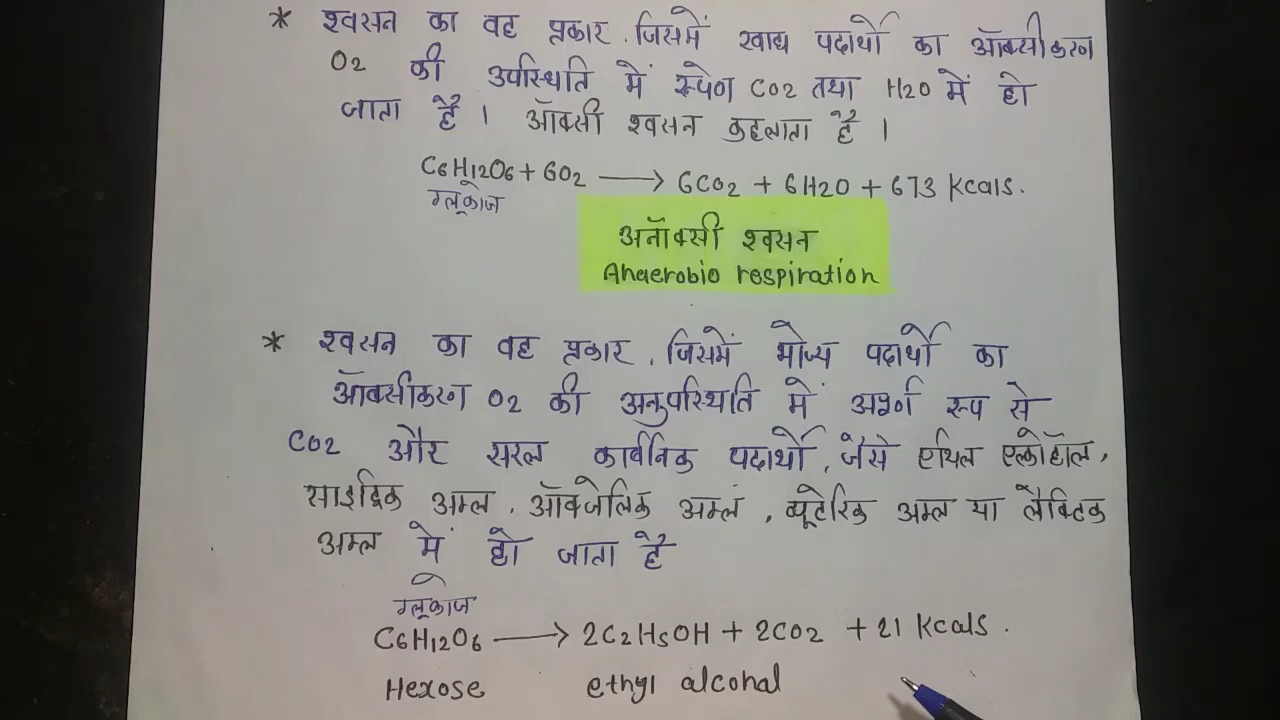 * श्वसन का वह प्रकार, जिसमें खाद्य पदार्थो का ऑक्सीकरण
O2 की उपस्थिति में रूपेण CO2 तथा H2O में हो
जाता है । ऑक्सी श्वसन कहलाता है ।
C6H12O6 + 6O2 ⟶ 6CO2 + 6H2O + 673 Kcals.
ग्लूकोज
अनॉक्सी श्वसन
Anaerobio respiration
* श्वसन का वह प्रकार, जिसमें भोज्य पदार्थो का
ऑक्सीकरण O2 की अनुपस्थिति में रूप से
CO2 और सरल कार्बनिक पदार्थो, जैसे एथिल एल्कोहॉल,
साइट्रिक अम्ल, ऑक्जेलिक अम्ल, ब्यूटेरिक अम्ल या लैक्टिक
अम्ल में हो जाता है
ग्लूकोज
C6H12O6 ⟶ 2C2H5OH + 2CO2 + 21 Kcals.
Hexose ethyl alcohal